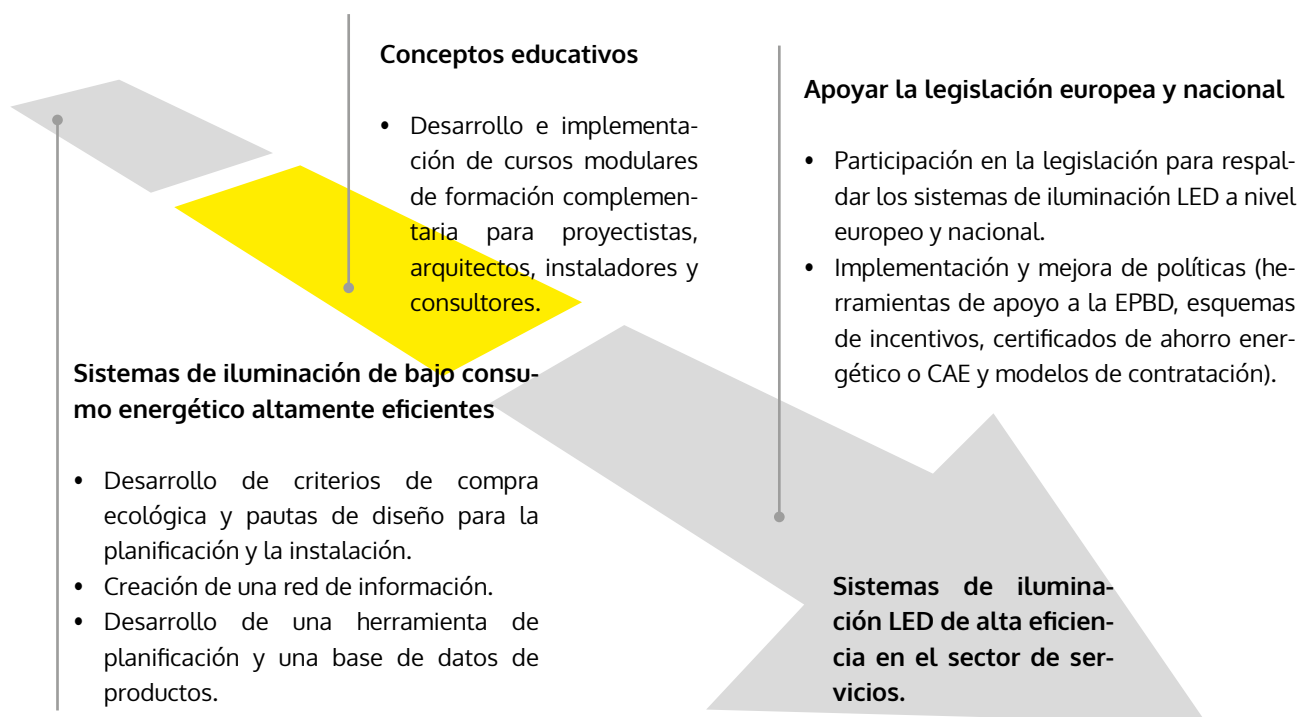 Conceptos educativos
• Desarrollo e implementa-
ción de cursos modulares
de formación complemen-
taria para proyectistas,
arquitectos, instaladores y
consultores.
Apoyar la legislación europea y nacional
• Participación en la legislación para respal-
dar los sistemas de iluminación LED a nivel
europeo y nacional.
• Implementación y mejora de políticas (he-
rramientas de apoyo a la EPBD, esquemas
de incentivos, certificados de ahorro ener-
gético o CAE y modelos de contratación).
Sistemas de iluminación de bajo consu-
mo energético altamente eficientes
• Desarrollo de criterios de compra
ecológica y pautas de diseño para la
planificación y la instalación.
• Creación de una red de información.
• Desarrollo de una herramienta de
planificación y una base de datos de
productos.
Sistemas de ilumina-
ción LED de alta eficien-
cia en el sector de ser-
vicios.